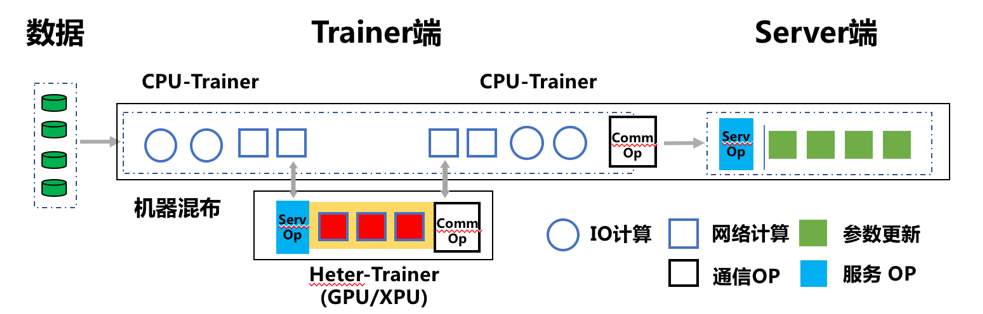 数据
Trainer端
Server端
CPU-Trainer
CPU-Trainer
Comm
Op
Serv
Op
机器混布
Serv
Op
Comm
Op
Heter-Trainer
(GPU/XPU)
IO计算
网络计算
参数更新
通信OP
服务 OP